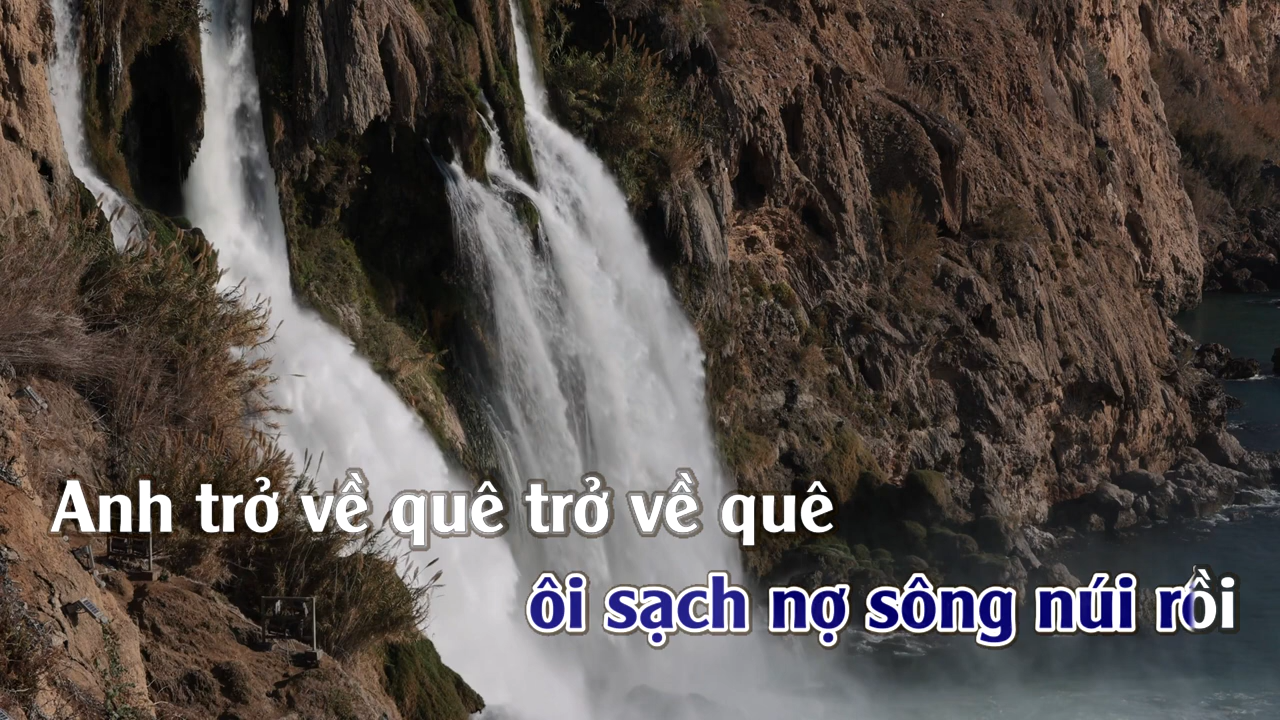 Anh trở về quê trở về quê
ôi sạch nợ sông núi rồi